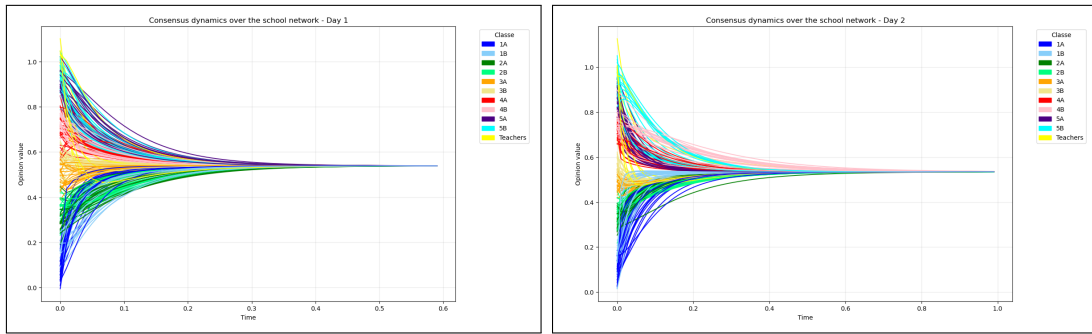 Consensus dynamics over the school network - Day 1
Opinion value
1.0
0.8
0.6
0.4
0.2
0.0
0.0 0.1 0.2 0.3 0.4 0.5 0.6
Time
Classe
1A
1B
2A
2B
3A
3B
4A
4B
5A
5B
Teachers
Consensus dynamics over the school network - Day 2
Opinion value
1.0
0.8
0.6
0.4
0.2
0.0
0.0 0.2 0.4 0.6 0.8 1.0
Time
Classe
1A
1B
2A
2B
3A
3B
4A
4B
5A
5B
Teachers